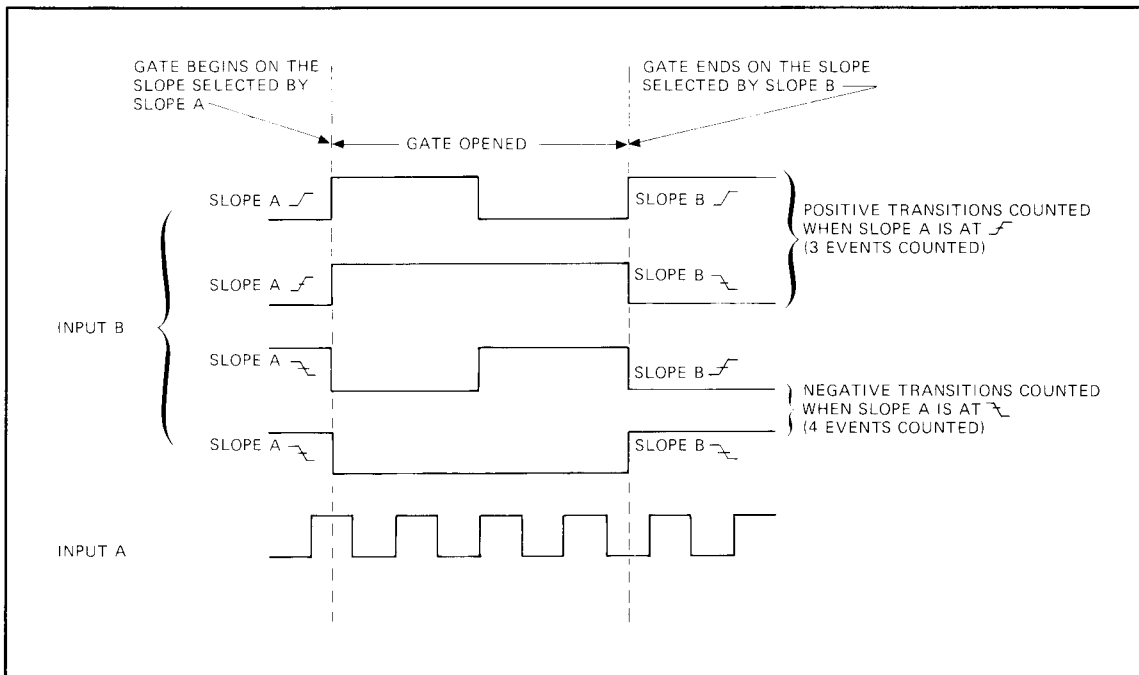 GATE BEGINS ON THE
SLOPE SELECTED BY
SLOPE A
GATE ENDS ON THE SLOPE
SELECTED BY SLOPE B
GATE OPENED
SLOPE A
SLOPE B
POSITIVE TRANSITIONS COUNTED
WHEN SLOPE A IS AT
(3 EVENTS COUNTED)
SLOPE A
SLOPE B
INPUT B
SLOPE A
SLOPE B
NEGATIVE TRANSITIONS COUNTED
WHEN SLOPE A IS AT
(4 EVENTS COUNTED)
SLOPE A
SLOPE B
INPUT A